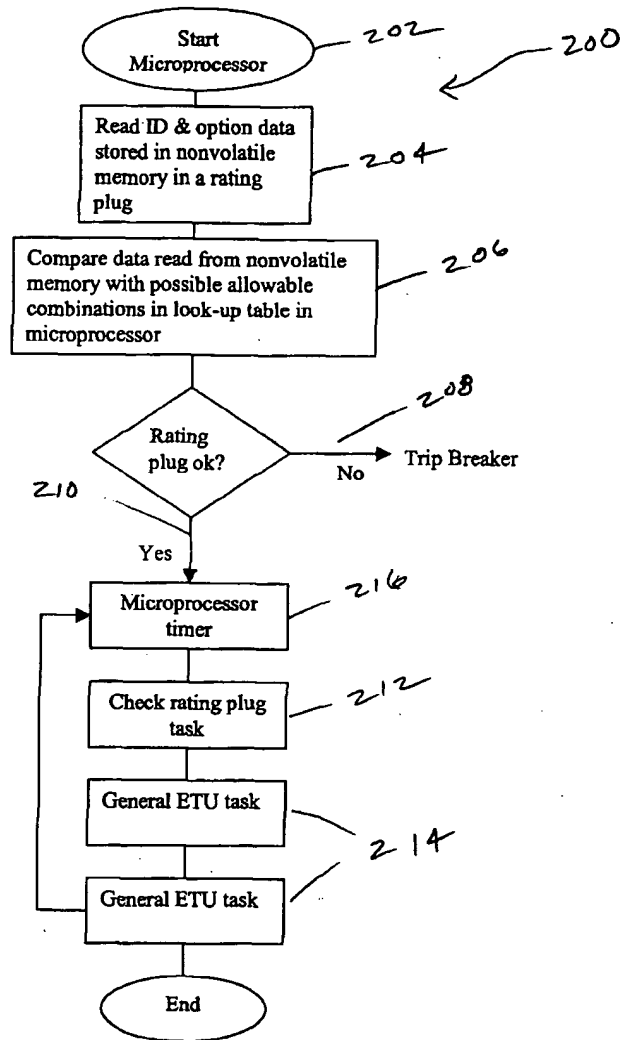 Start
Microprocessor
202
200
Read ID & option data
stored in nonvolatile
memory in a rating
plug
204
Compare data read from nonvolatile
memory with possible allowable
combinations in look-up table in
microprocessor
206
Rating
plug ok?
208
No
Trip Breaker
210
Yes
Microprocessor
timer
216
Check rating plug
task
212
General ETU task
214
General ETU task
End